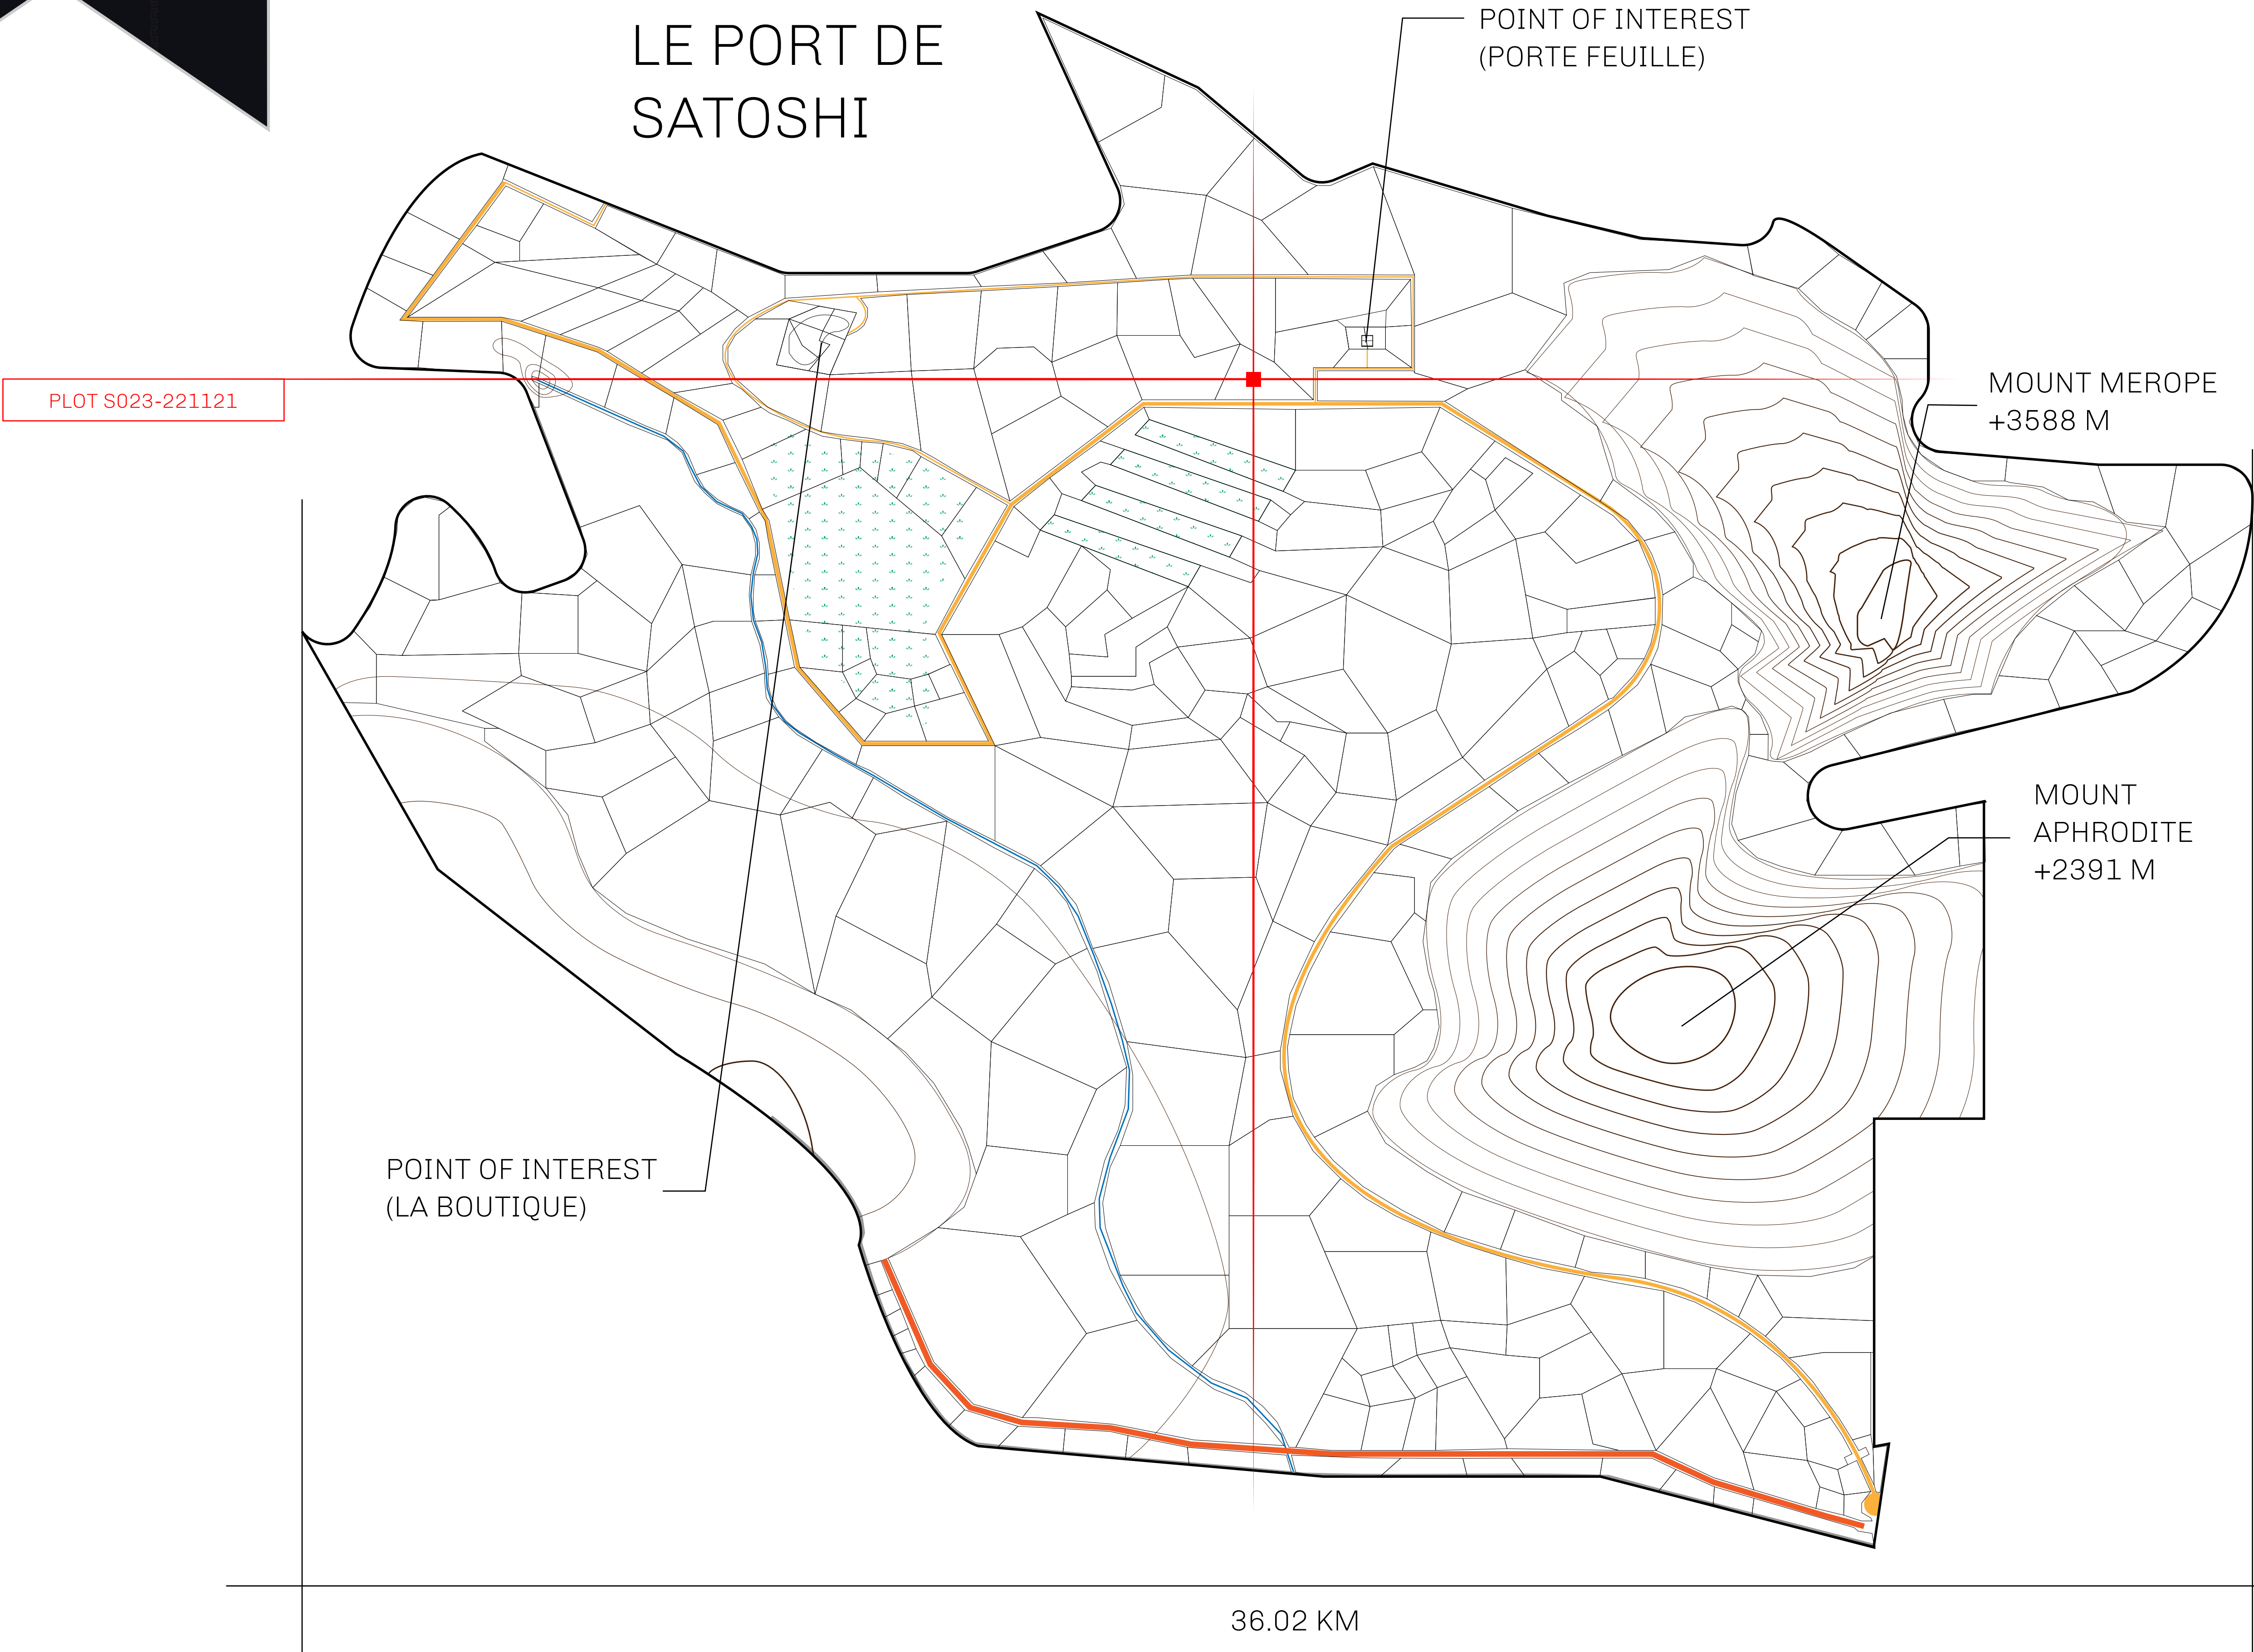 LE PORT DE
SATOSHI
POINT OF INTEREST
(PORTE FEUILLE)
PLOT S023-221121
MOUNT MEROPE
+3588 M
MOUNT
APHRODITE
+2391 M
POINT OF INTEREST
(LA BOUTIQUE)
36.02 KM